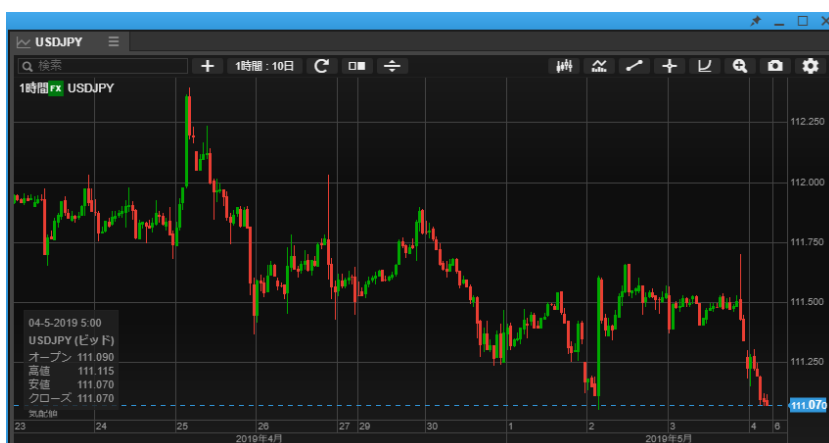 USDJPY
検索
1時間 : 10日
1時間 FX USDJPY
112.250
112.000
111.750
111.500
111.250
111.070
04-5-2019 5:00
USDJPY (ビッド)
オープン 111.090
高値 111.115
安値 111.070
クローズ 111.070
気配値
23 24 25 26 27 29 30 1 2 3 4 6
2019年4月 2019年5月